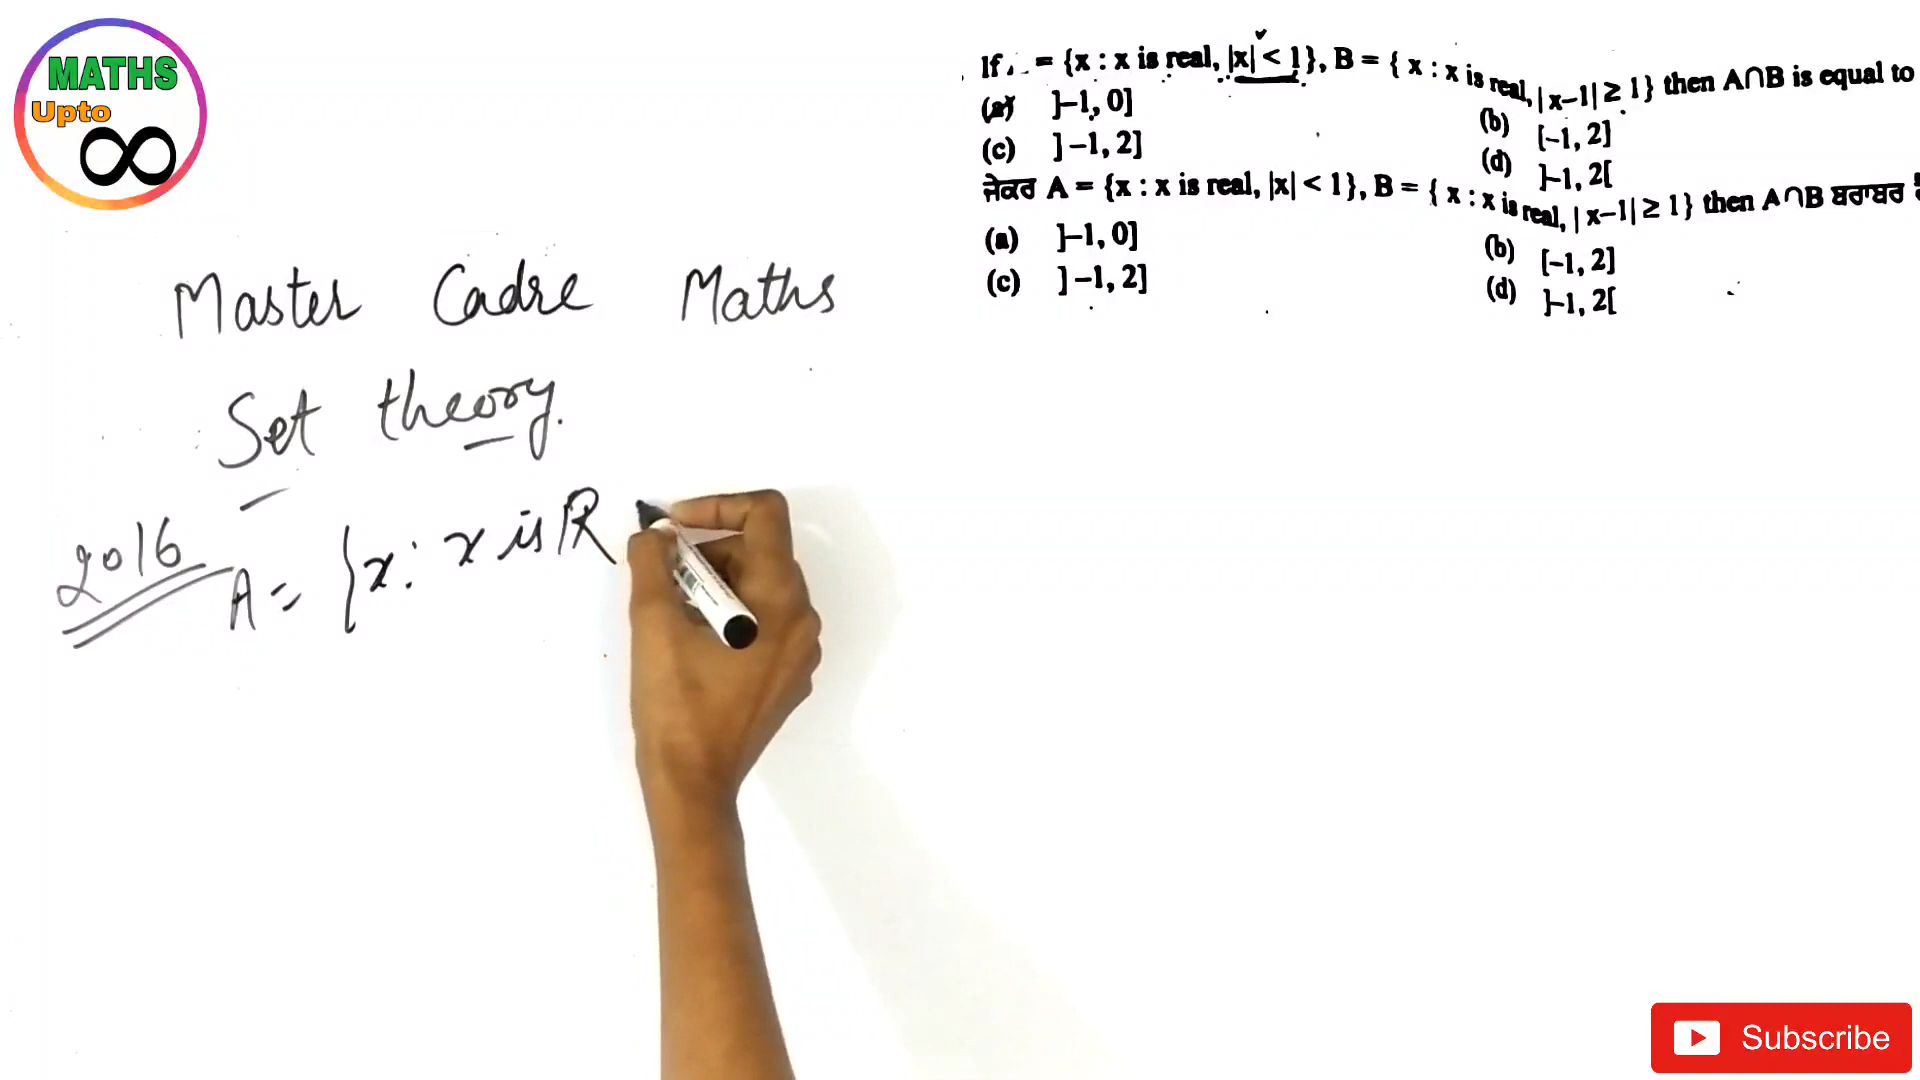 MATHS
Upto
∞
If = {x : x is real, |x| < 1}, B = { x : x is real, | x–1| ≥ 1} then A∩B is equal to
(a) ]–1, 0]
(b) [–1, 2]
(c) ] –1, 2]
(d) ]–1, 2[
ਜੇਕਰ A = {x : x is real, |x| < 1}, B = { x : x is real, | x–1| ≥ 1} then A∩B ਬਰਾਬਰ
(a) ]–1, 0]
(b) [–1, 2]
(c) ] –1, 2]
(d) ]–1, 2[
Master Cadre Maths
Set theory.
2016
A = {x : x is R
Subscribe